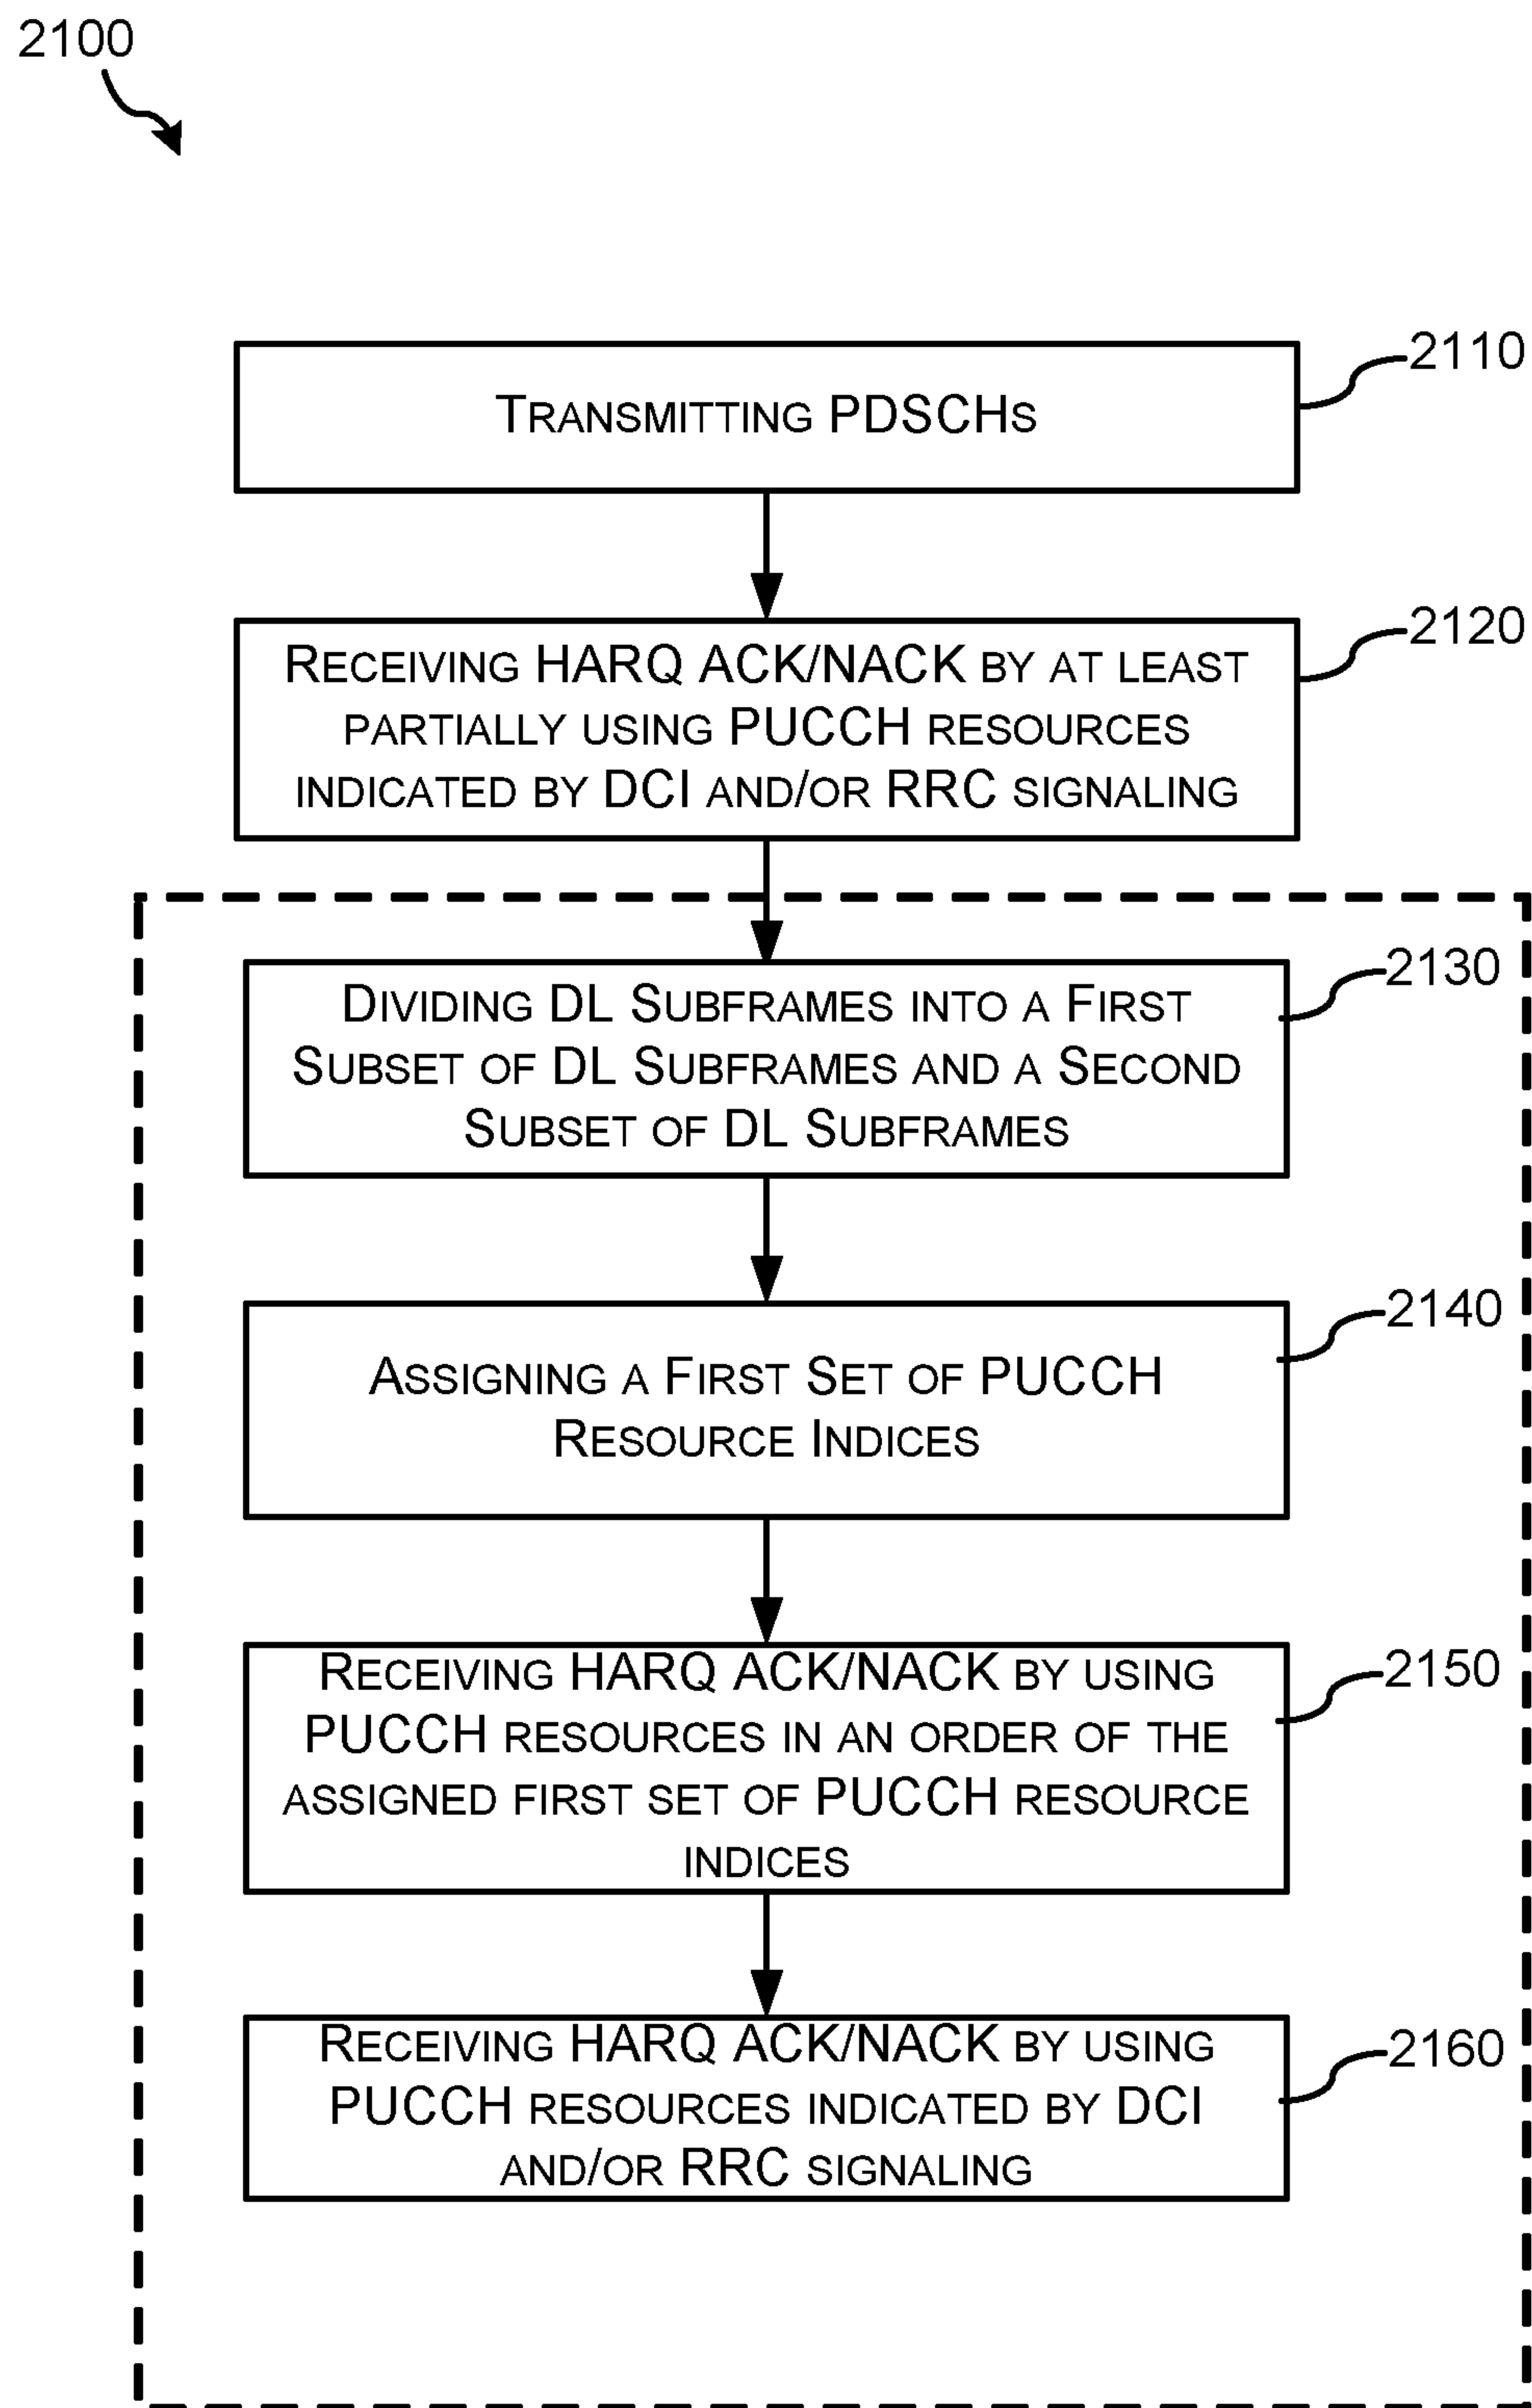 2100
TRANSMITTING PDSCHS
2110
RECEIVING HARQ ACK/NACK BY AT LEAST
PARTIALLY USING PUCCH RESOURCES
INDICATED BY DCI AND/OR RRC SIGNALING
2120
DIVIDING DL SUBFRAMES INTO A FIRST
SUBSET OF DL SUBFRAMES AND A SECOND
SUBSET OF DL SUBFRAMES
2130
ASSIGNING A FIRST SET OF PUCCH
RESOURCE INDICES
2140
RECEIVING HARQ ACK/NACK BY USING
PUCCH RESOURCES IN AN ORDER OF THE
ASSIGNED FIRST SET OF PUCCH RESOURCE
INDICES
2150
RECEIVING HARQ ACK/NACK BY USING
PUCCH RESOURCES INDICATED BY DCI
AND/OR RRC SIGNALING
2160